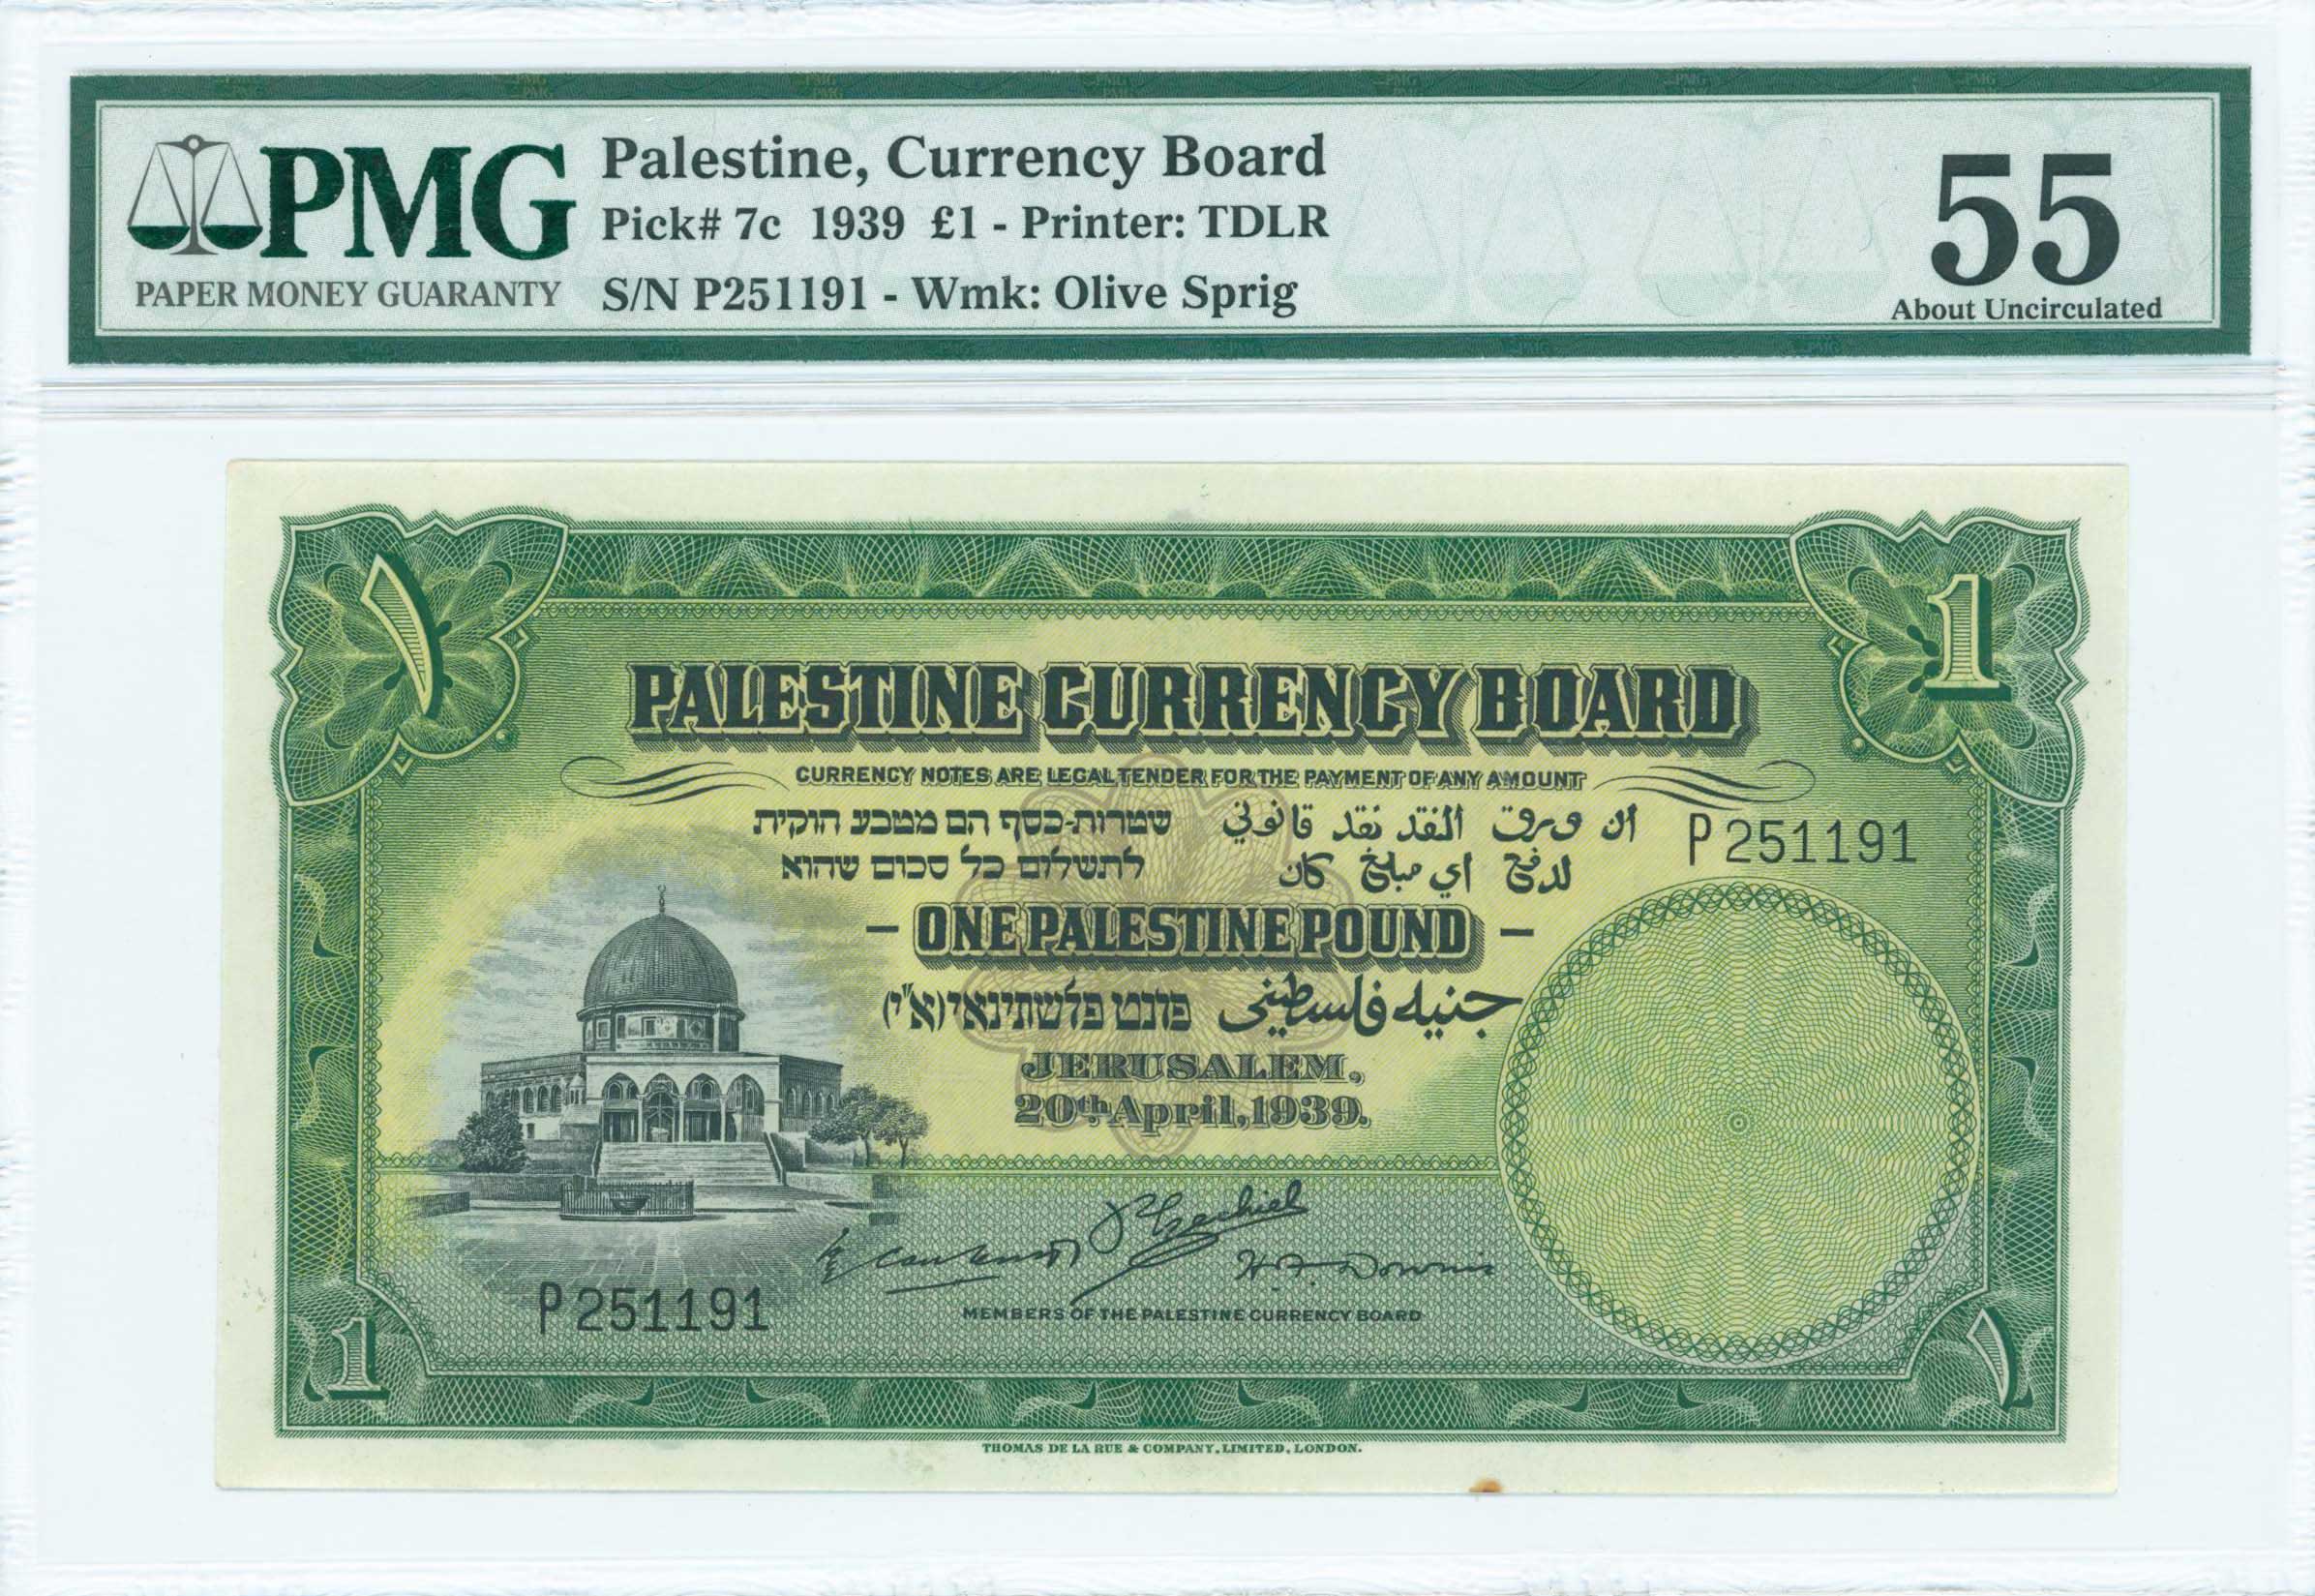 PMG
PAPER MONEY GUARANTY
Palestine, Currency Board
Pick# 7c 1939 £1 - Printer: TDLR
S/N P251191 - Wmk: Olive Sprig
55
About Uncirculated
١
1
PALESTINE CURRENCY BOARD
CURRENCY NOTES ARE LEGAL TENDER FOR THE PAYMENT OF ANY AMOUNT
ان ورق النقد نقد قانوني
لدفع اي مبلغ كان
שטרות-כסף הם מטבע חוקית
לתשלום כל סכום שהוא
P251191
- ONE PALESTINE POUND -
جنيه فلسطيني
פונט פלשתינאי (א"י)
JERUSALEM,
20th April, 1939.
H.F. Downie
P251191
MEMBERS OF THE PALESTINE CURRENCY BOARD
1
١
THOMAS DE LA RUE & COMPANY, LIMITED, LONDON.